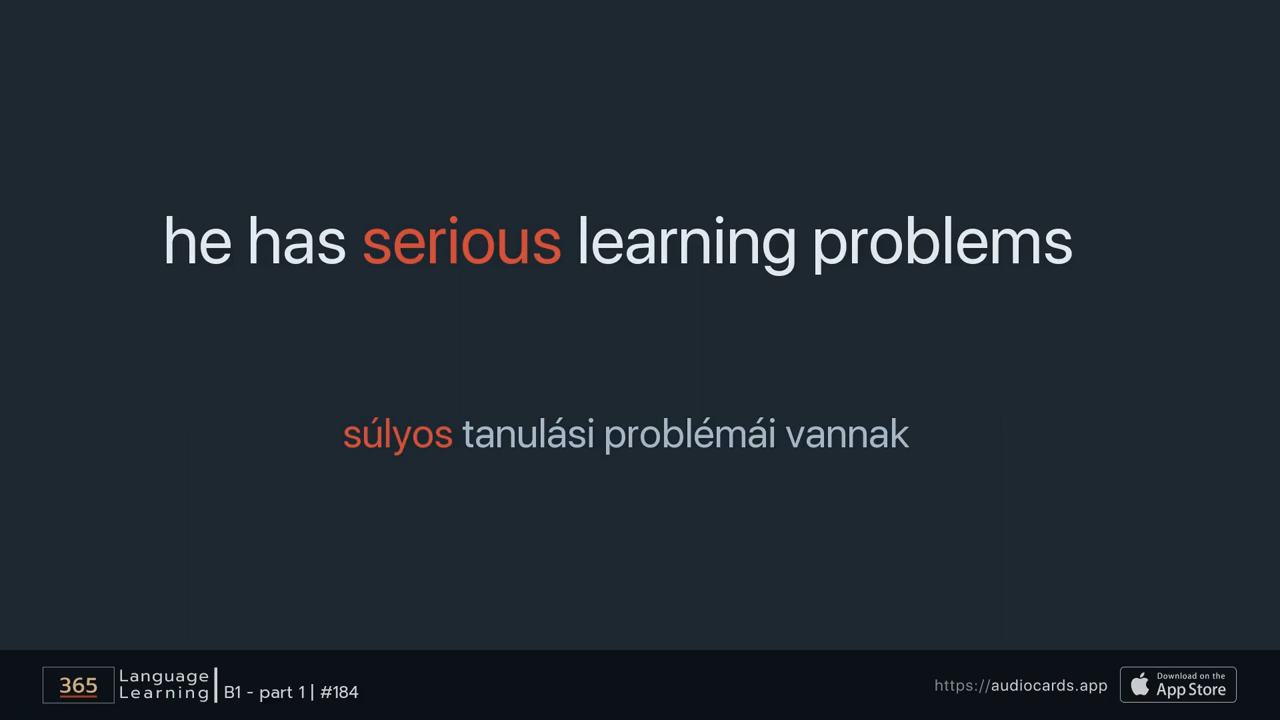 he has serious learning problems
súlyos tanulási problémái vannak
365
Language
Learning
B1 - part 1 | #184
https://audiocards.app
Download on the
App Store